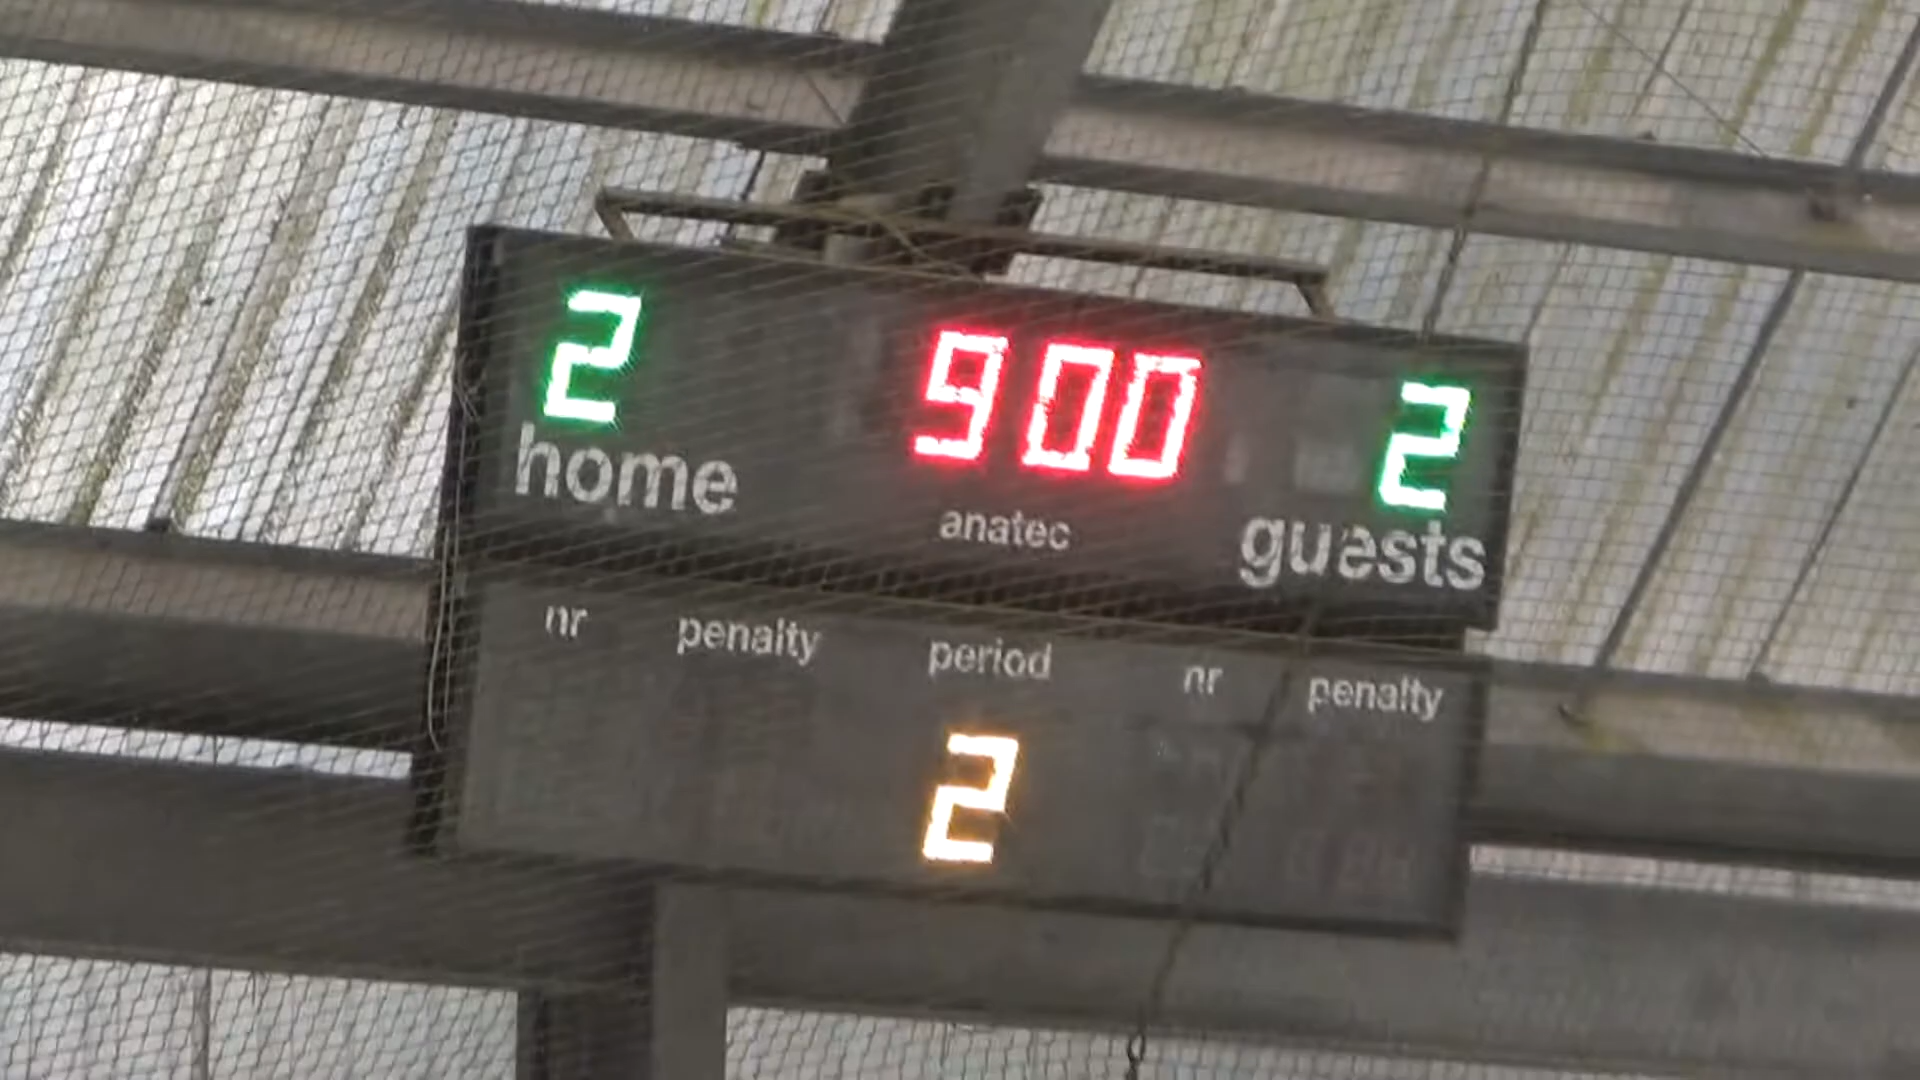 2 900 2
home anatec guests
nr penalty period nr penalty
2